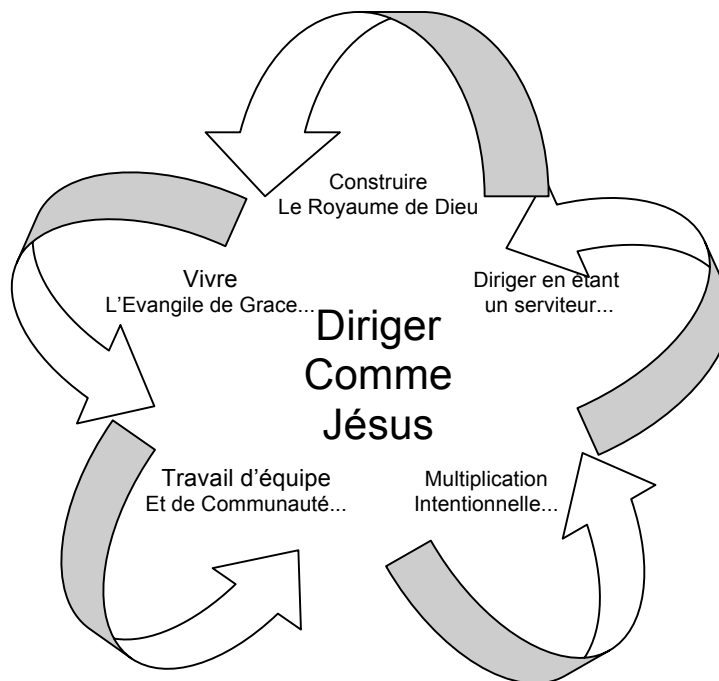 Construire
Le Royaume de Dieu
Vivre
L'Evangile de Grace...
Diriger en étant
un serviteur...
Diriger
Comme
Jésus
Travail d'équipe
Et de Communauté...
Multiplication
Intentionnelle...